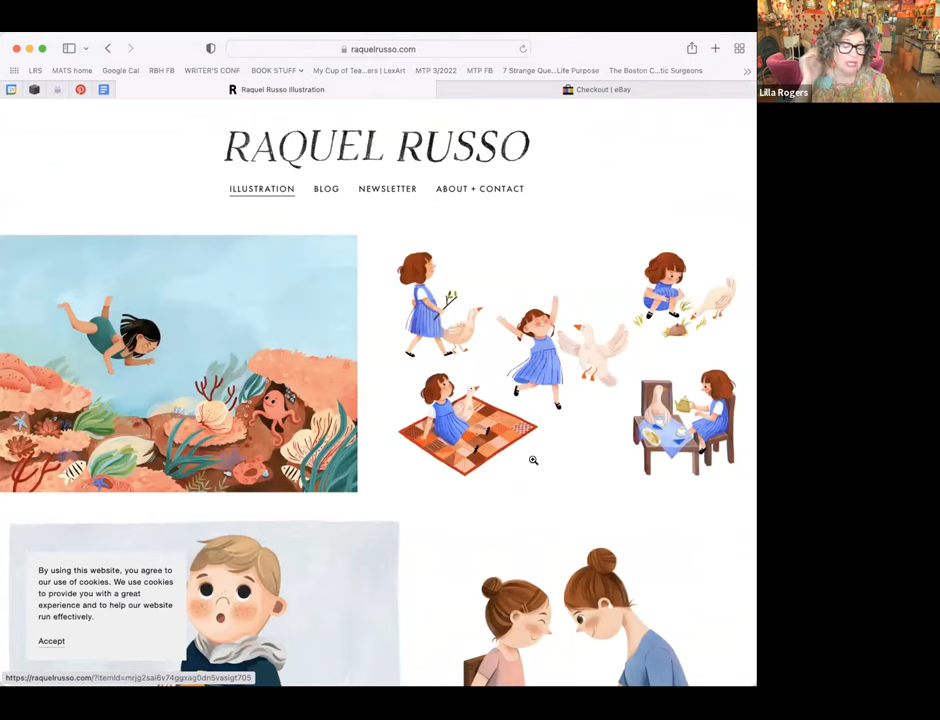 raquelrusso.com
LRS MATS home Google Cal RBH FB WRITER'S CONF BOOK STUFF My Cup of Tea...ers | LexArt MTP 3/2022 MTP FB 7 Strange Que...Life Purpose The Boston C...tic Surgeons
Raquel Russo Illustration Checkout | eBay
Lilla Rogers
RAQUEL RUSSO
ILLUSTRATION BLOG NEWSLETTER ABOUT + CONTACT
By using this website, you agree to
our use of cookies. We use cookies
to provide you with a great
experience and to help our website
run effectively.
Accept
https://raquelrusso.com/?itemId=mrjg2sai6v74ggxag0dn5vasigt705